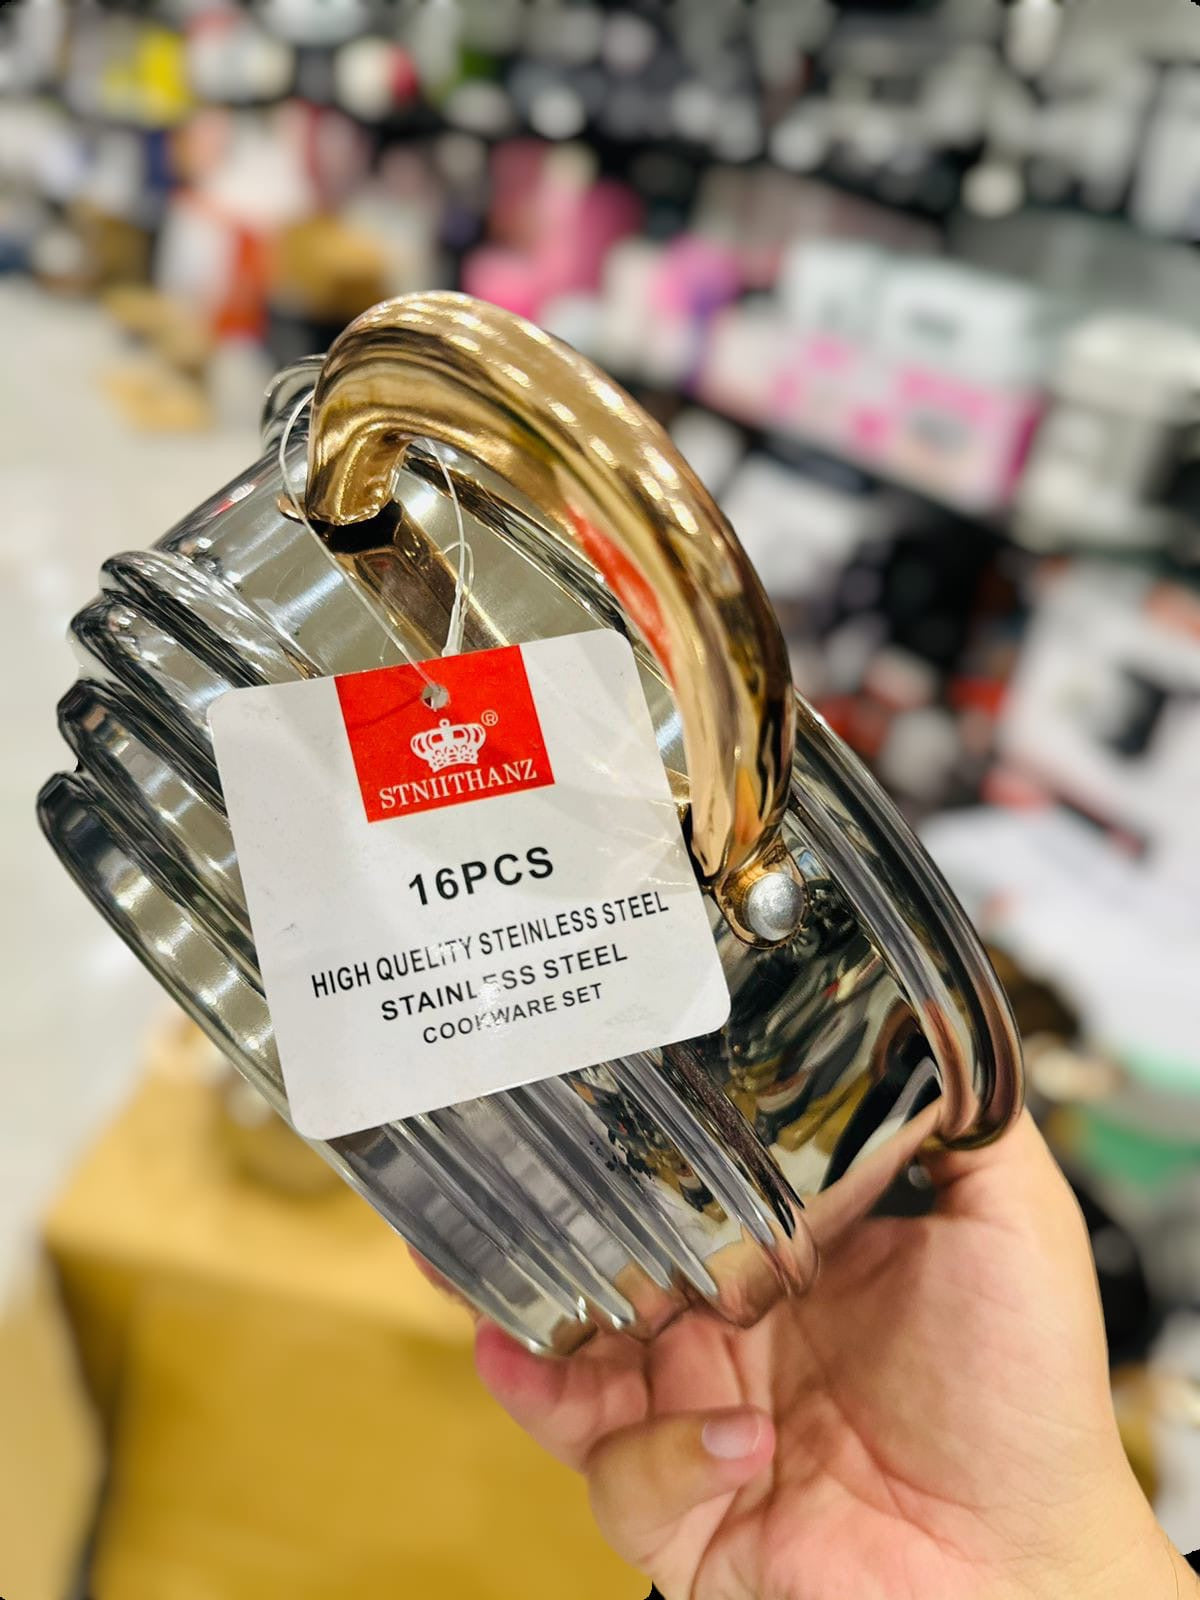 ®
STNIITHANZ
16PCS
HIGH QUELITY STEINLESS STEEL
STAINLESS STEEL
COOKWARE SET